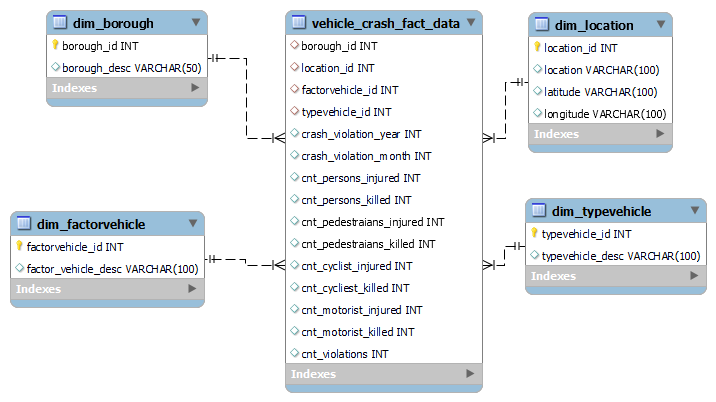 dim_borough
borough_id INT
borough_desc VARCHAR(50)
Indexes
vehicle_crash_fact_data
borough_id INT
location_id INT
factorvehicle_id INT
typevehicle_id INT
crash_violation_year INT
crash_violation_month INT
cnt_persons_injured INT
cnt_persons_killed INT
cnt_pedestraians_injured INT
cnt_pedestraians_killed INT
cnt_cyclist_injured INT
cnt_cycliest_killed INT
cnt_motorist_injured INT
cnt_motorist_killed INT
cnt_violations INT
Indexes
dim_location
location_id INT
location VARCHAR(100)
latitude VARCHAR(100)
longitude VARCHAR(100)
Indexes
dim_factorvehicle
factorvehicle_id INT
factor_vehicle_desc VARCHAR(100)
Indexes
dim_typevehicle
typevehicle_id INT
typevehicle_desc VARCHAR(100)
Indexes